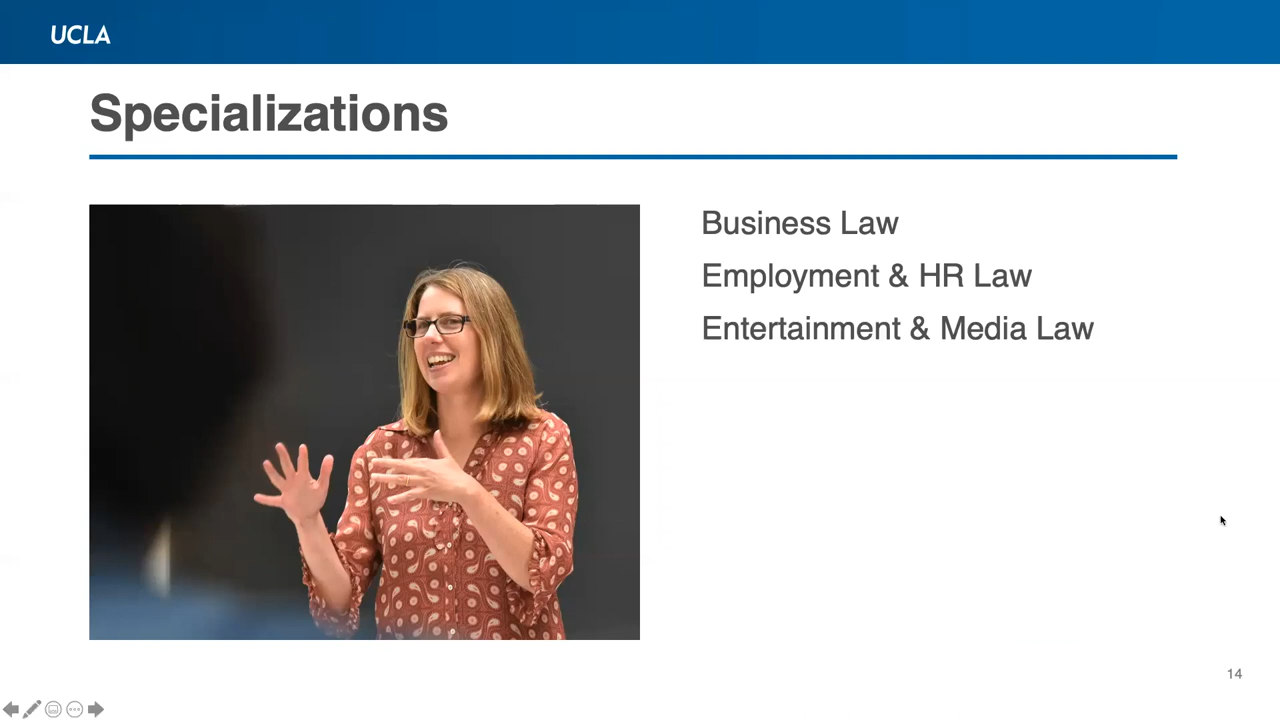 UCLA
Specializations
Business Law
Employment & HR Law
Entertainment & Media Law
14